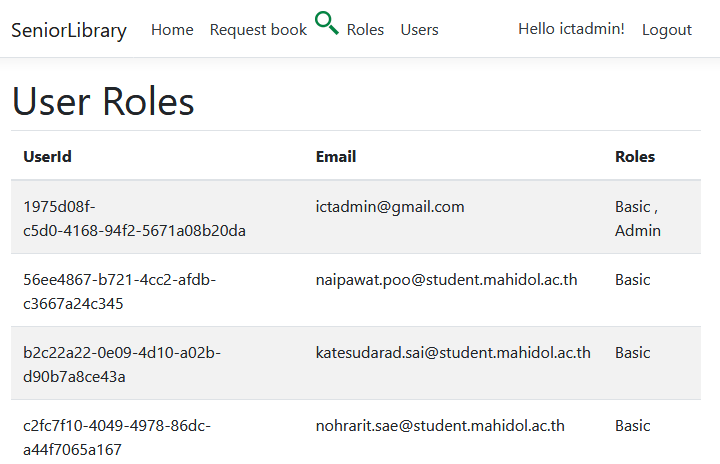 SeniorLibrary Home Request book Roles Users Hello ictadmin! Logout
User Roles
UserId Email Roles
1975d08f- ictadmin@gmail.com Basic ,
c5d0-4168-94f2-5671a08b20da Admin
56ee4867-b721-4cc2-afdb- naipawat.poo@student.mahidol.ac.th Basic
c3667a24c345
b2c22a22-0e09-4d10-a02b- katesudarad.sai@student.mahidol.ac.th Basic
d90b7a8ce43a
c2fc7f10-4049-4978-86dc- nohrarit.sae@student.mahidol.ac.th Basic
a44f7065a167